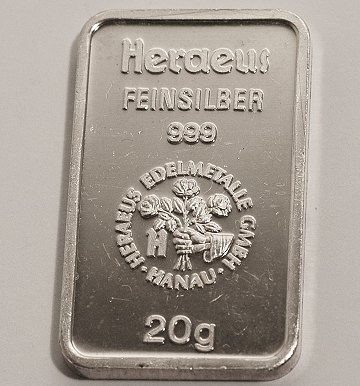 Heraeus
FEINSILBER
999
HERAEUS EDELMETALLE GMBH
H
· HANAU ·
20g